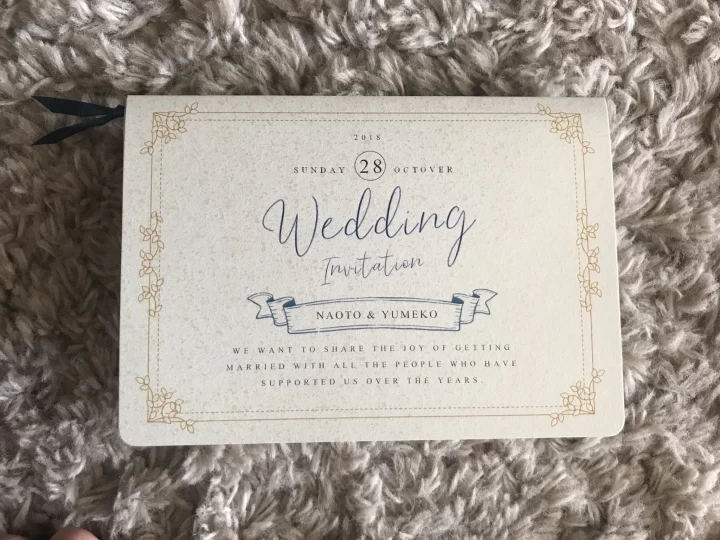 2018
SUNDAY 28 OCTOVER
Wedding
Invitation
NAOTO & YUMEKO
WE WANT TO SHARE THE JOY OF GETTING
MARRIED WITH ALL THE PEOPLE WHO HAVE
SUPPORTED US OVER THE YEARS.